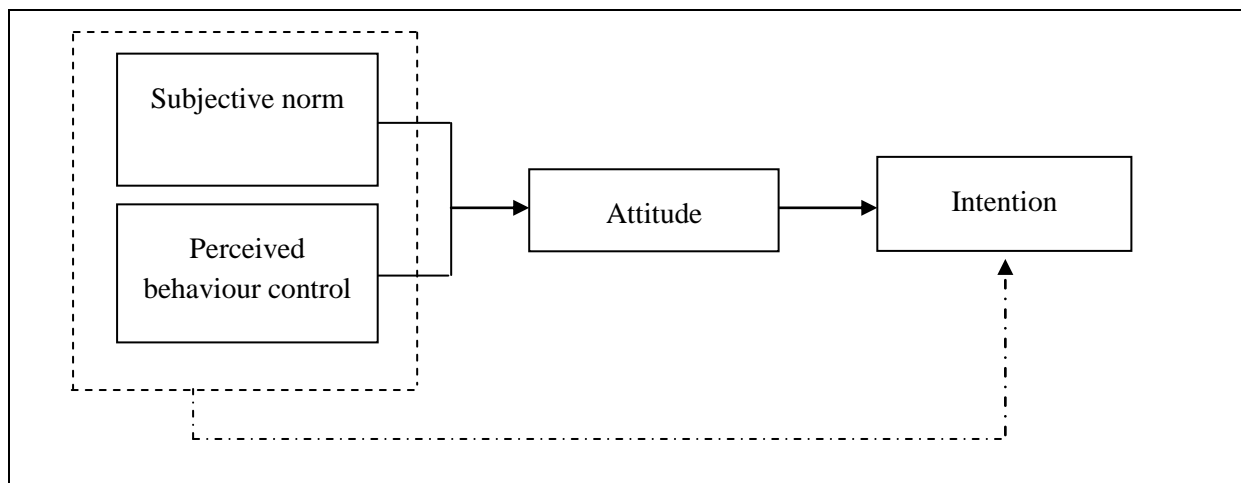 Subjective norm
Perceived
behaviour control
Attitude
Intention